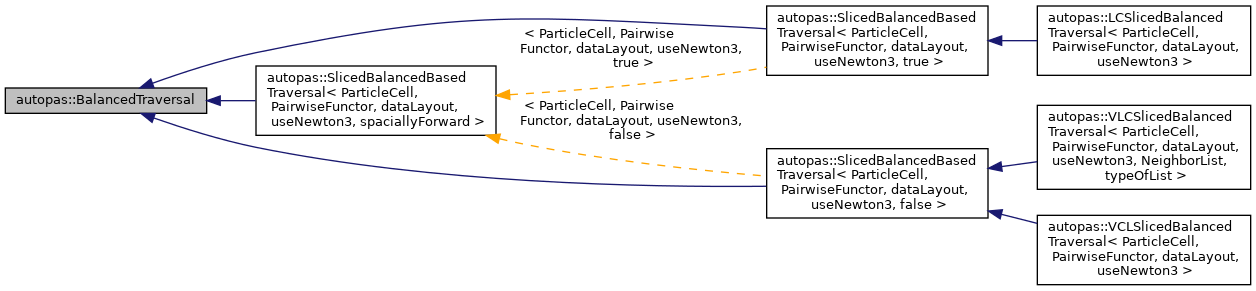 autopas::BalancedTraversal
autopas::SlicedBalancedBased
Traversal< ParticleCell,
PairwiseFunctor, dataLayout,
useNewton3, spaciallyForward >
< ParticleCell, Pairwise
Functor, dataLayout, useNewton3,
true >
< ParticleCell, Pairwise
Functor, dataLayout, useNewton3,
false >
autopas::SlicedBalancedBased
Traversal< ParticleCell,
PairwiseFunctor, dataLayout,
useNewton3, true >
autopas::SlicedBalancedBased
Traversal< ParticleCell,
PairwiseFunctor, dataLayout,
useNewton3, false >
autopas::LCSlicedBalanced
Traversal< ParticleCell,
PairwiseFunctor, dataLayout,
useNewton3 >
autopas::VLCSlicedBalanced
Traversal< ParticleCell,
PairwiseFunctor, dataLayout,
useNewton3, NeighborList,
typeOfList >
autopas::VCLSlicedBalanced
Traversal< ParticleCell,
PairwiseFunctor, dataLayout,
useNewton3 >